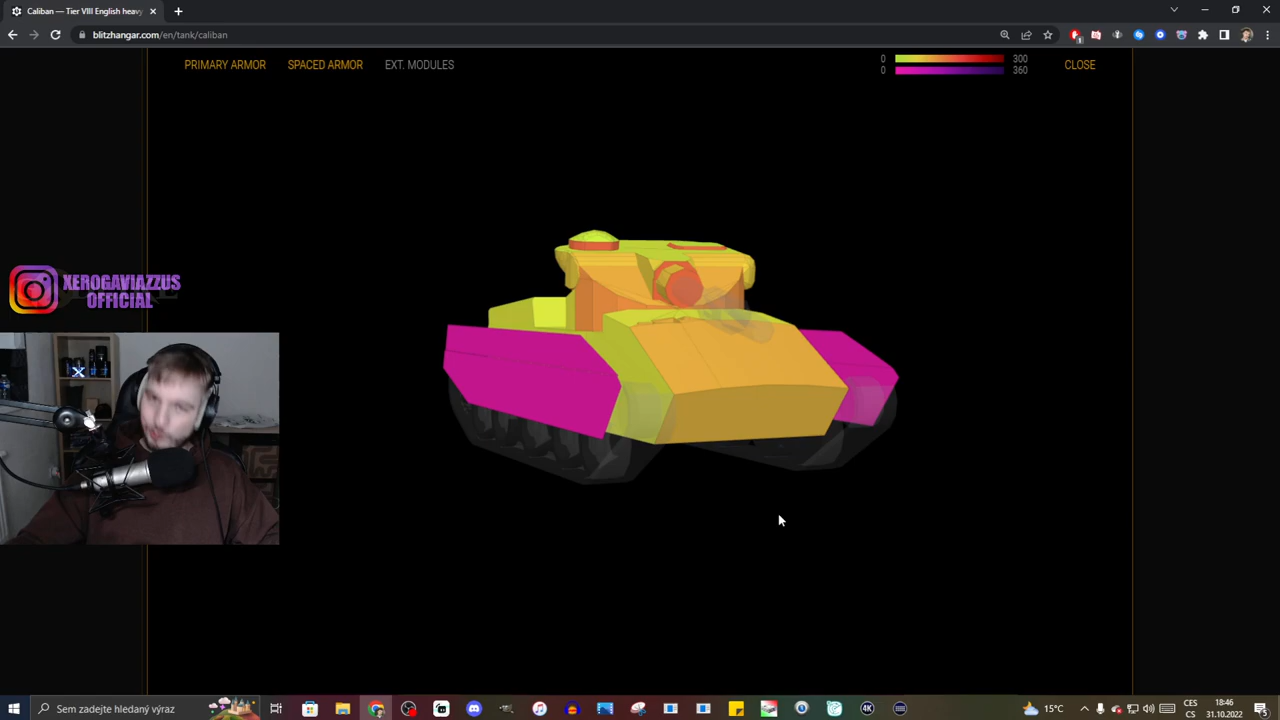 Caliban — Tier VIII English heavy
blitzhangar.com/en/tank/caliban
PRIMARY ARMOR SPACED ARMOR EXT. MODULES
0 300
0 360
CLOSE
XEROGAVIAZZUS
OFFICIAL
Sem zadejte hledaný výraz
15°C
CES
CS
18:46
31.10.2022